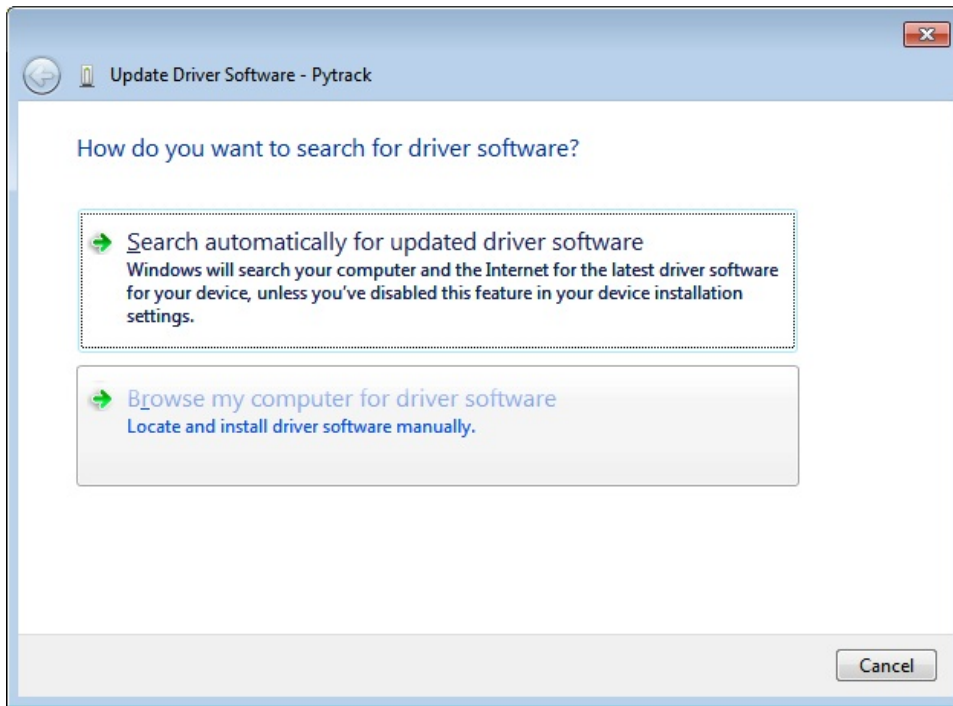 Update Driver Software - Pytrack
How do you want to search for driver software?
Search automatically for updated driver software
Windows will search your computer and the Internet for the latest driver software
for your device, unless you've disabled this feature in your device installation
settings.
Browse my computer for driver software
Locate and install driver software manually.
Cancel